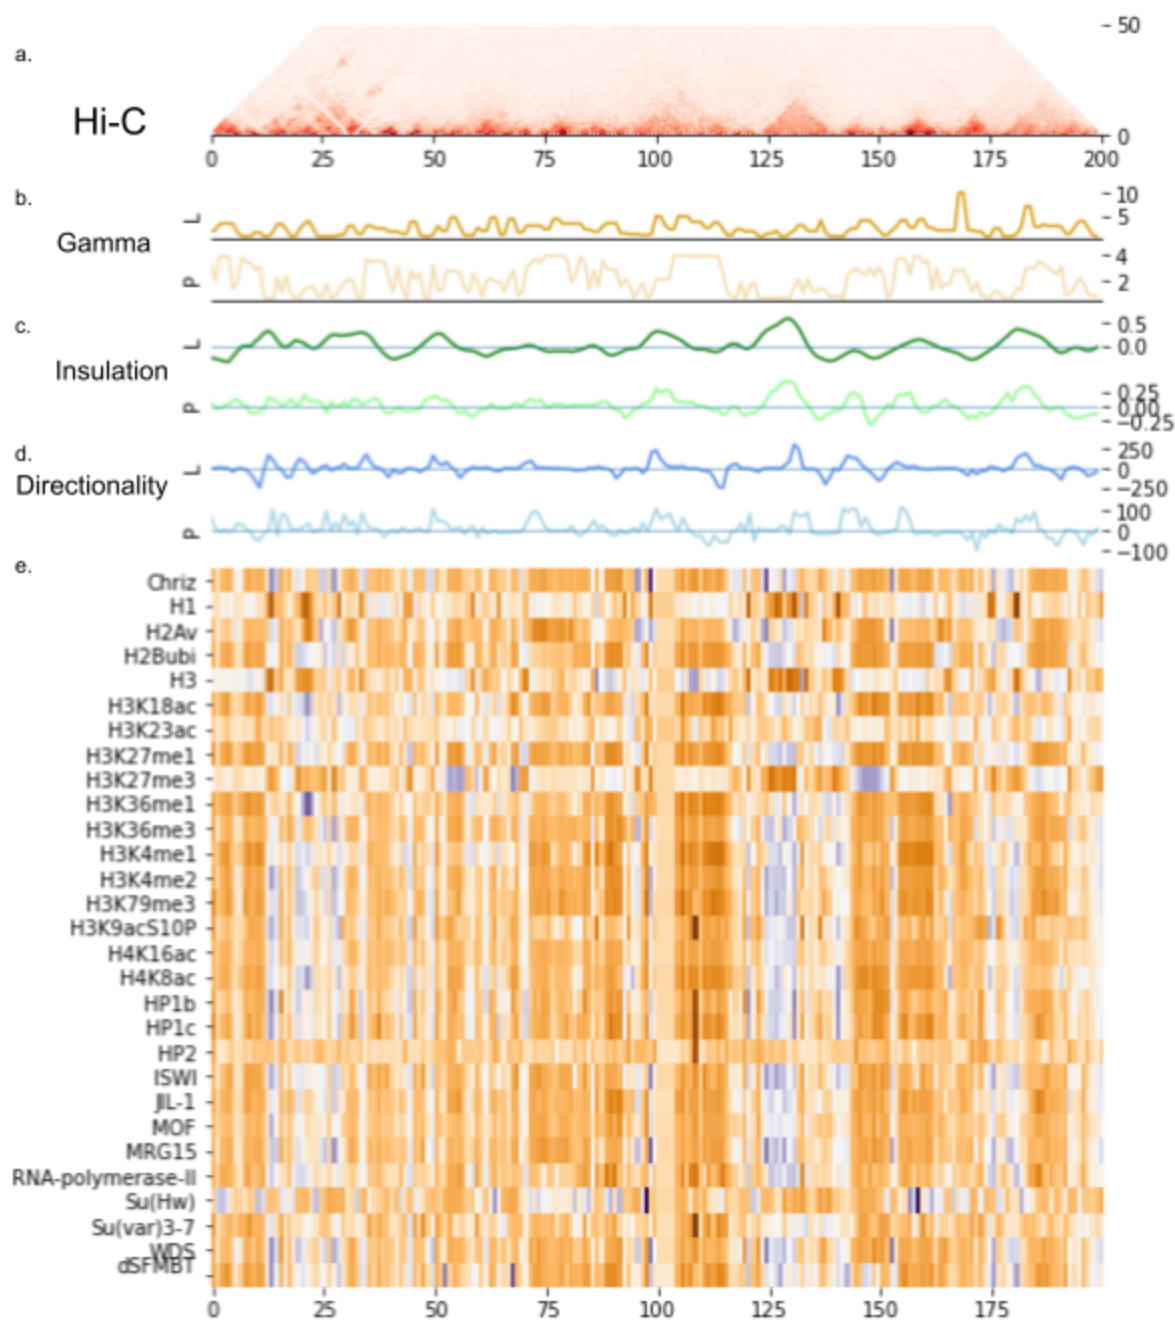 a.
Hi-C
50
0
0 25 50 75 100 125 150 175 200
b.
Gamma
L
10
5
p
4
2
c.
Insulation
L
0.5
0.0
p
0.25
0.00
−0.25
d.
Directionality
L
250
0
−250
p
100
0
−100
e.
Chriz
H1
H2Av
H2Bubi
H3
H3K18ac
H3K23ac
H3K27me1
H3K27me3
H3K36me1
H3K36me3
H3K4me1
H3K4me2
H3K79me3
H3K9acS10P
H4K16ac
H4K8ac
HP1b
HP1c
HP2
ISWI
JIL-1
MOF
MRG15
RNA-polymerase-II
Su(Hw)
Su(var)3-7
WDS
dSFMBT
0 25 50 75 100 125 150 175